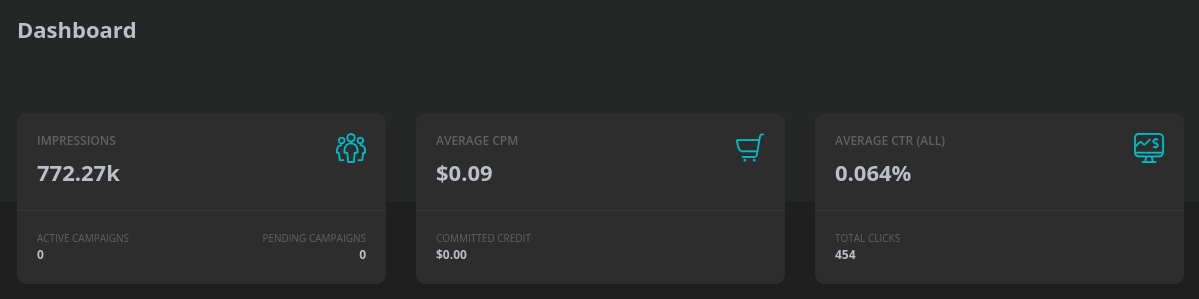 Dashboard
IMPRESSIONS
772.27k
ACTIVE CAMPAIGNS
0
PENDING CAMPAIGNS
0
AVERAGE CPM
$0.09
COMMITTED CREDIT
$0.00
AVERAGE CTR (ALL)
0.064%
TOTAL CLICKS
454